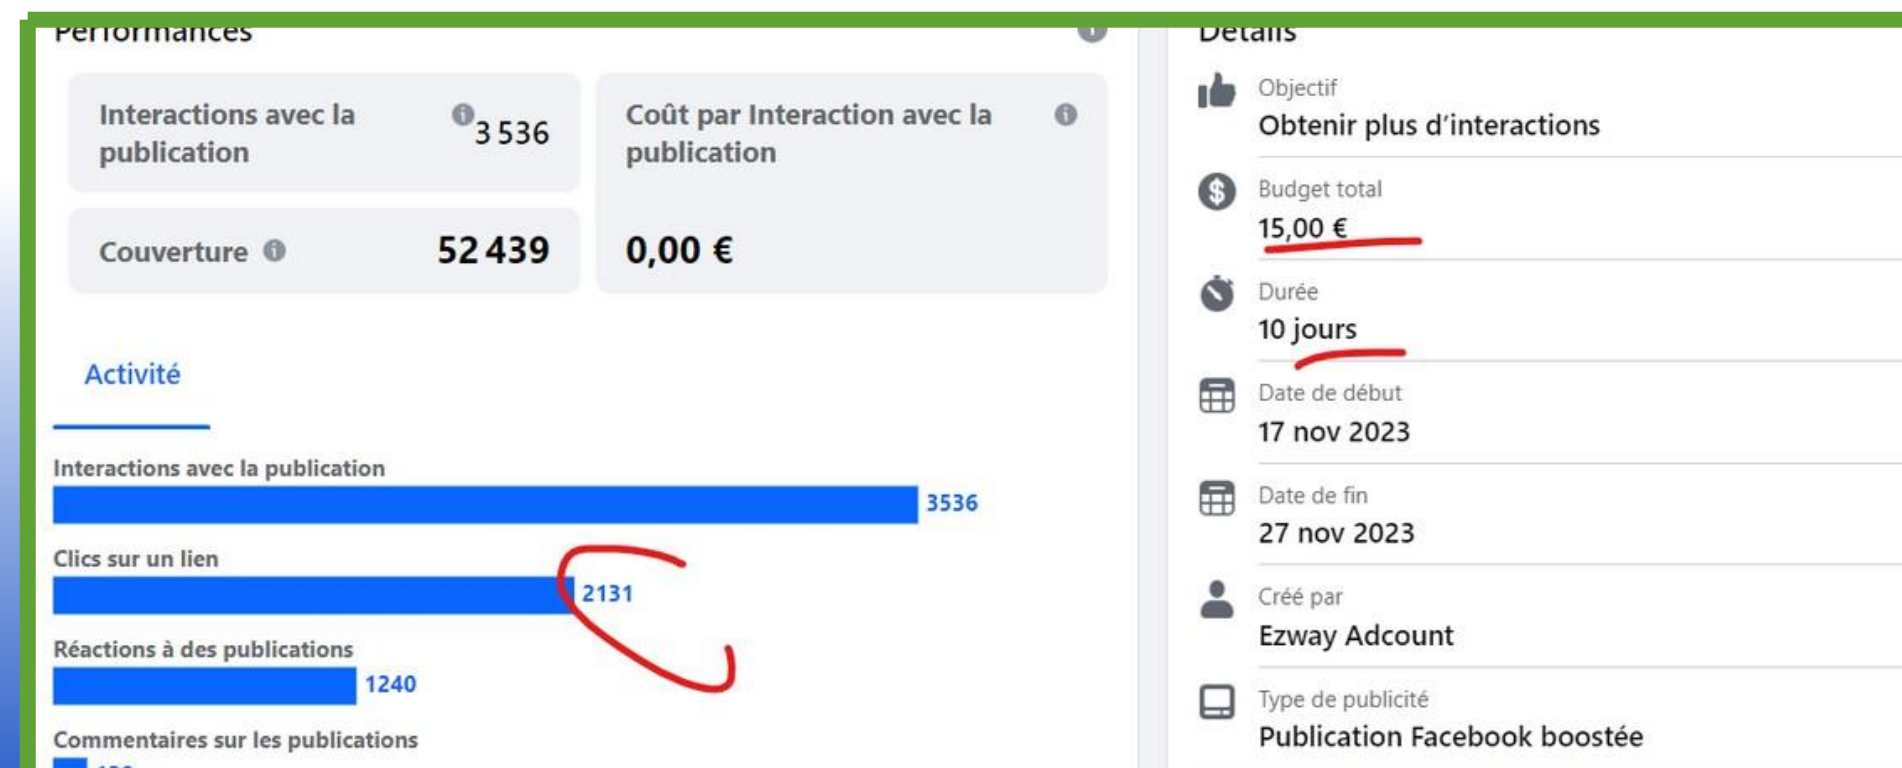 Performances
Interactions avec la
publication
3 536
Couverture
52 439
Coût par Interaction avec la
publication
0,00 €
Activité
Interactions avec la publication
3536
Clics sur un lien
2131
Réactions à des publications
1240
Commentaires sur les publications
Détails
Objectif
Obtenir plus d’interactions
Budget total
15,00 €
Durée
10 jours
Date de début
17 nov 2023
Date de fin
27 nov 2023
Créé par
Ezway Adcount
Type de publicité
Publication Facebook boostée